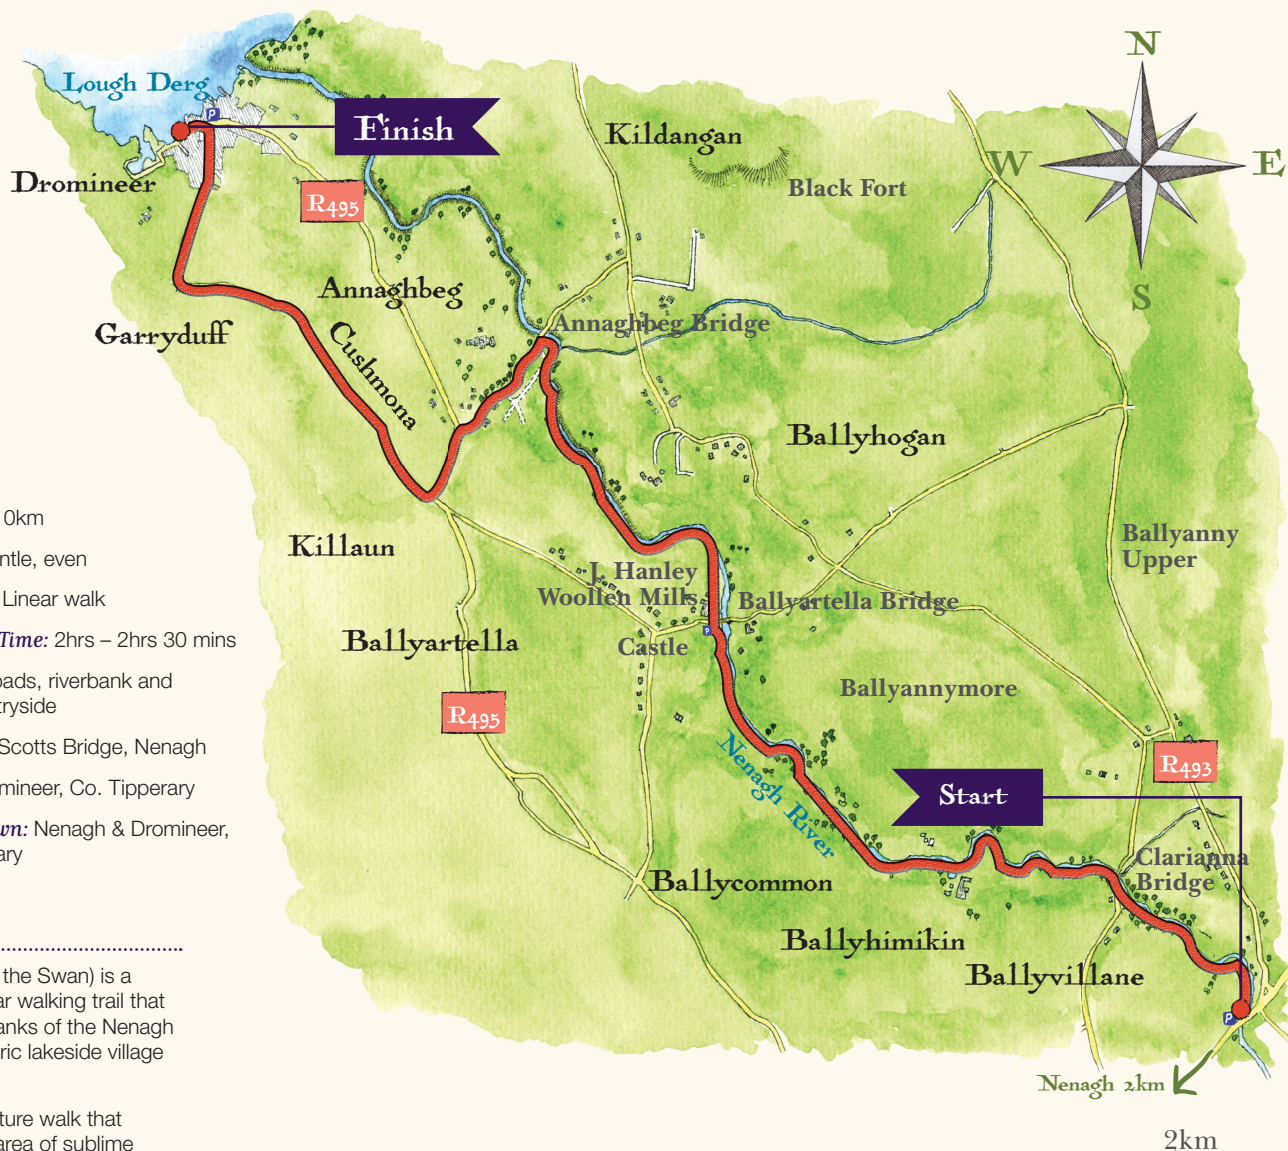 N
W
E
S
Lough Derg
P
Finish
Kildangan
Black Fort
Dromineer
R495
Annaghbeg
Garryduff
Cushmona
Annaghbeg Bridge
Ballyhogan
Killaun
J. Hanley
Woollen Mills
Ballyartella Bridge
P
Castle
Ballyanny
Upper
Ballyartella
R495
Ballyannymore
Nenagh River
R493
Start
Clarianna
Bridge
Ballycommon
Ballyhimikin
Ballyvillane
P
Nenagh 2km
2km
0km
ntle, even
Linear walk
Time: 2hrs – 2hrs 30 mins
oads, riverbank and
tryside
Scotts Bridge, Nenagh
mineer, Co. Tipperary
wn: Nenagh & Dromineer,
ary
the Swan) is a
ar walking trail that
anks of the Nenagh
ric lakeside village
ture walk that
area of sublime